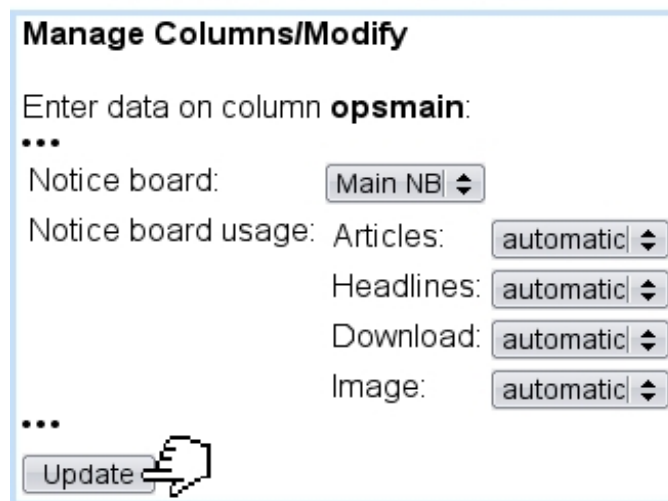 Manage Columns/Modify
Enter data on column opsmain:
•••
Notice board: Main NB
Notice board usage: Articles: automatic
Headlines: automatic
Download: automatic
Image: automatic
•••
Update